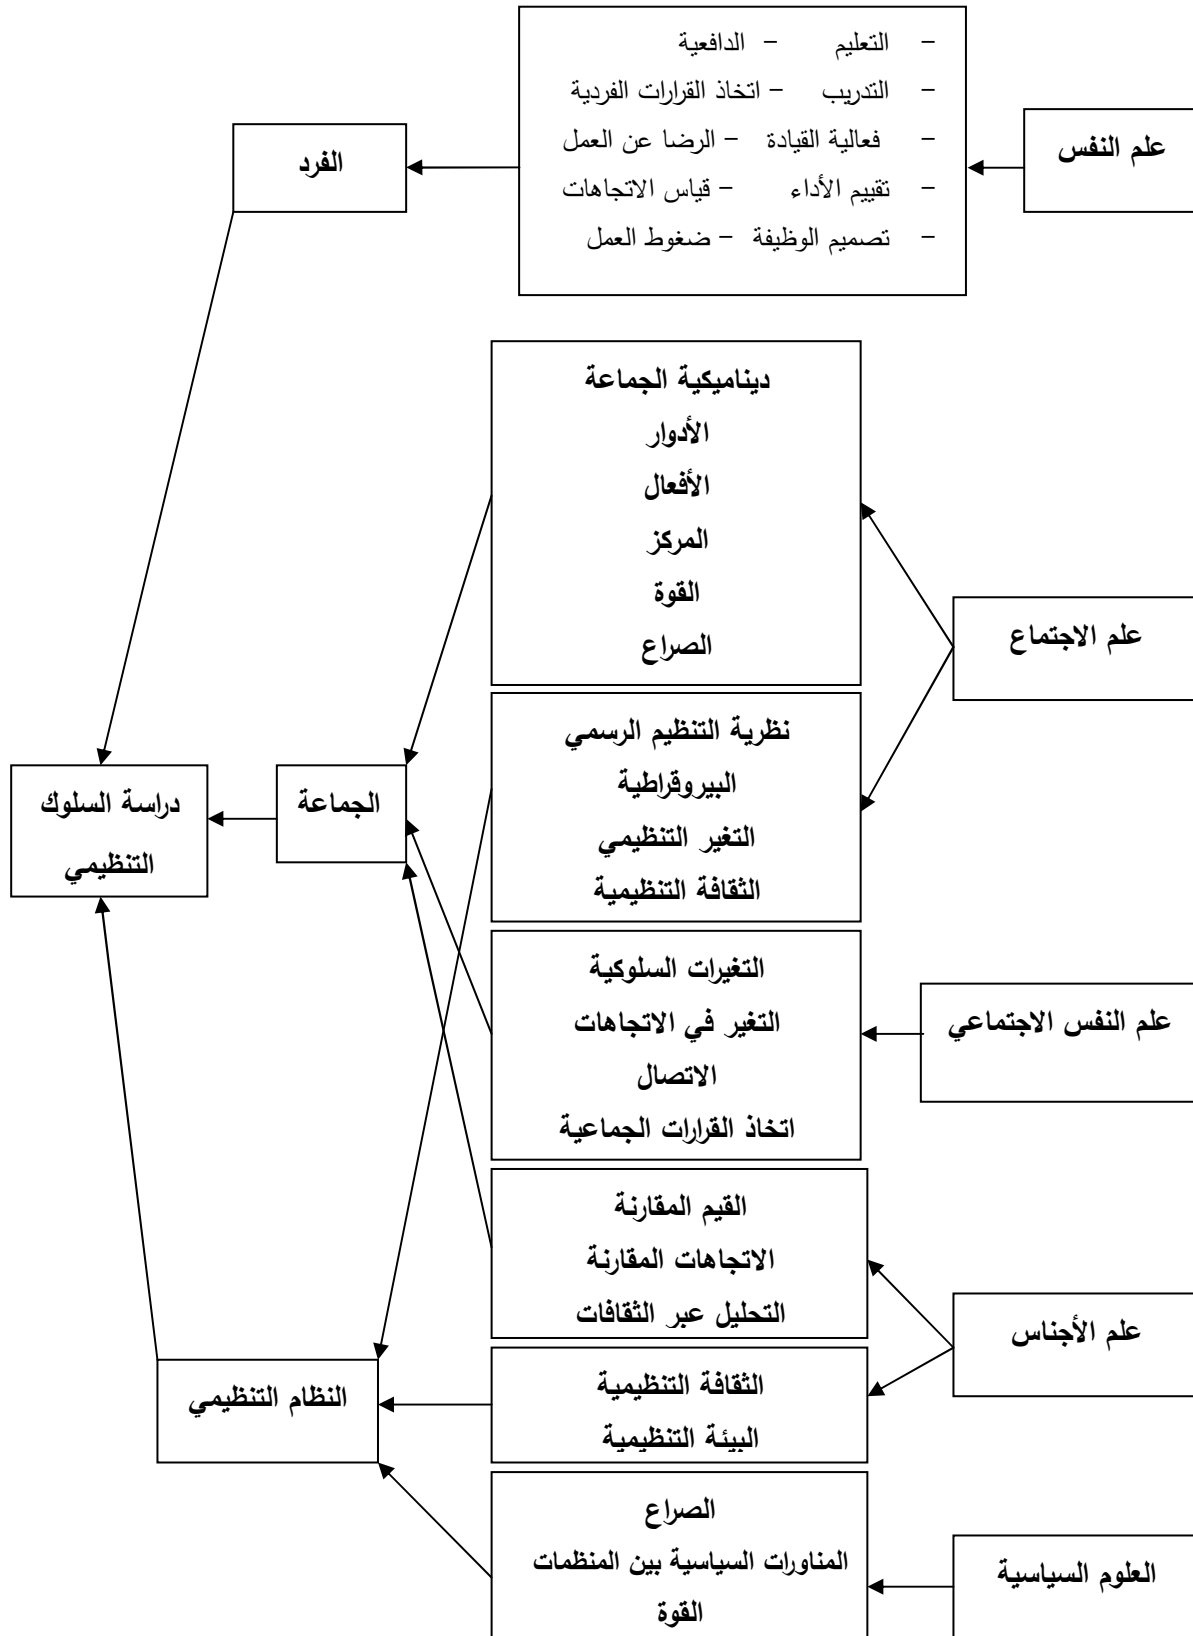 علم النفس
– التعليم – الدافعية
– التدريب – اتخاذ القرارات الفردية
– فعالية القيادة – الرضا عن العمل
– تقييم الأداء – قياس الاتجاهات
– تصميم الوظيفة – ضغوط العمل
الفرد
علم الاجتماع
ديناميكية الجماعة
الأدوار
الأفعال
المركز
القوة
الصراع
نظرية التنظيم الرسمي
البيروقراطية
التغير التنظيمي
الثقافة التنظيمية
الجماعة
دراسة السلوك
التنظيمي
علم النفس الاجتماعي
التغيرات السلوكية
التغير في الاتجاهات
الاتصال
اتخاذ القرارات الجماعية
علم الأجناس
القيم المقارنة
الاتجاهات المقارنة
التحليل عبر الثقافات
الثقافة التنظيمية
البيئة التنظيمية
النظام التنظيمي
العلوم السياسية
الصراع
المناورات السياسية بين المنظمات
القوة